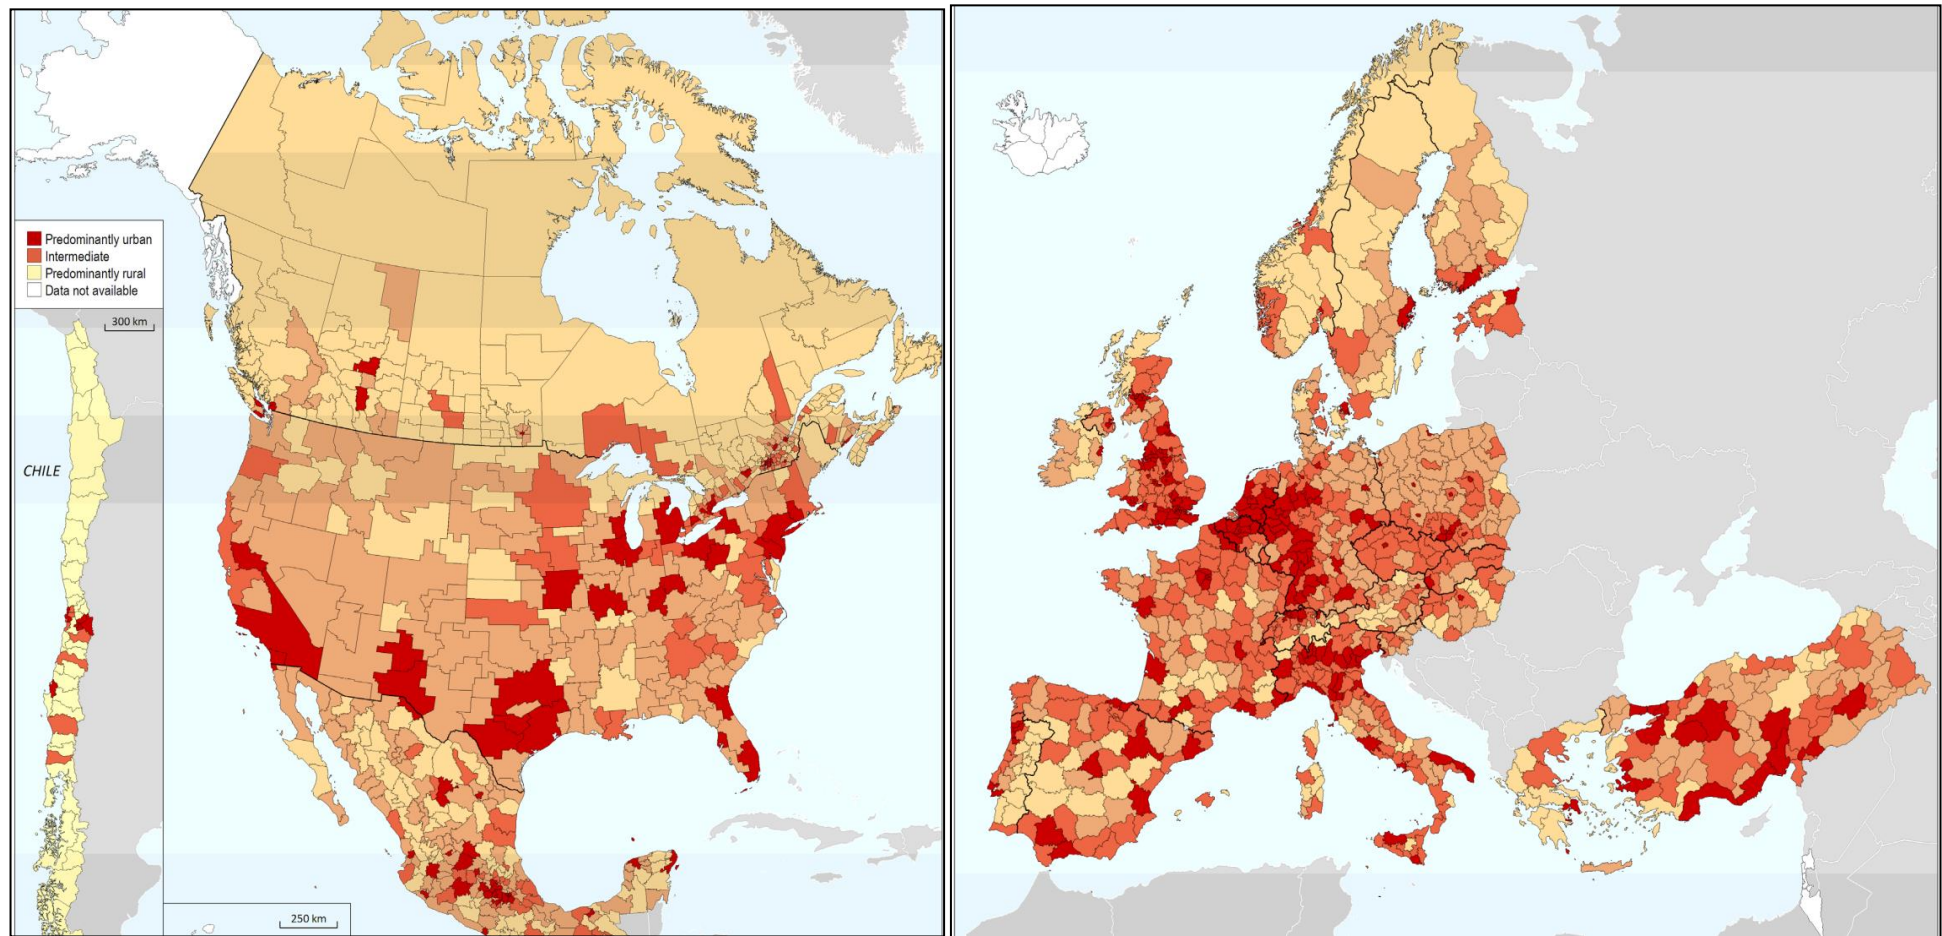 Predominantly urban
Intermediate
Predominantly rural
Data not available
300 km
CHILE
250 km